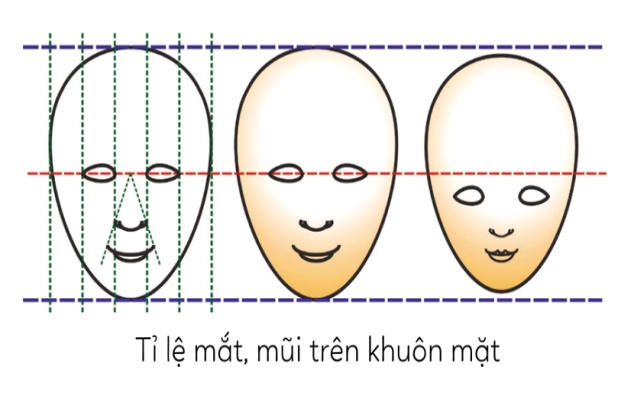 Tỉ lệ mắt, mũi trên khuôn mặt